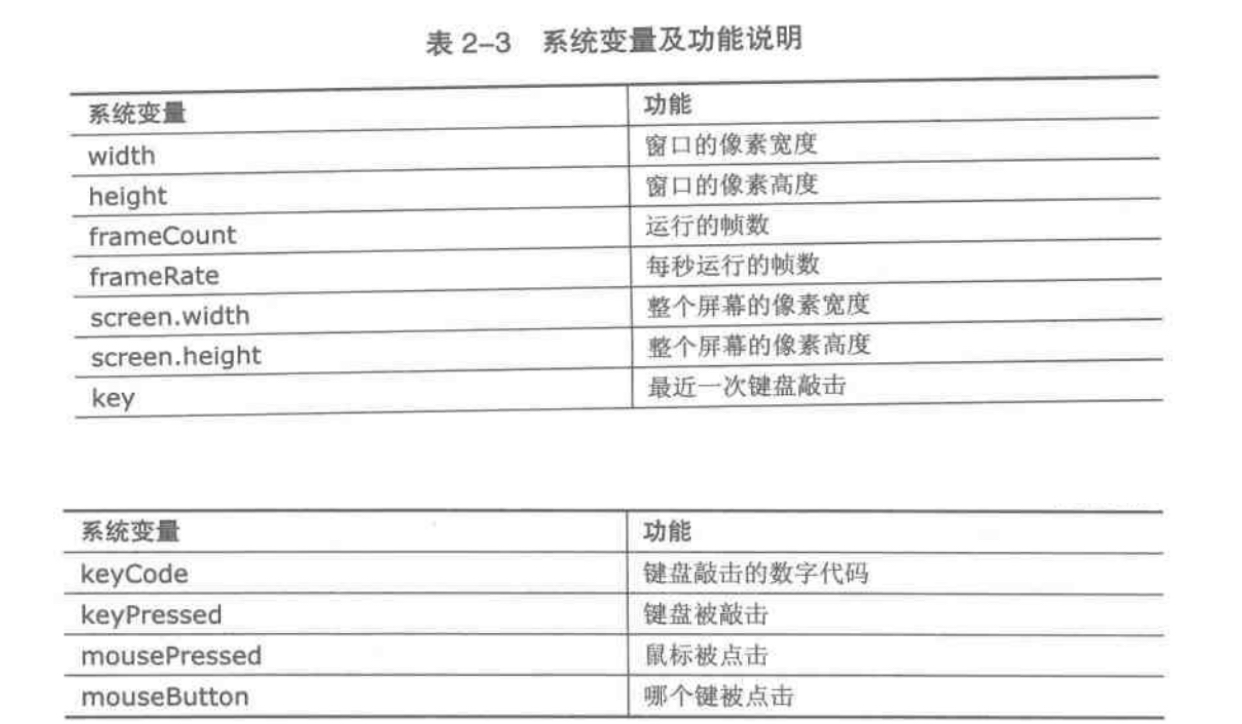 表 2–3 系统变量及功能说明
系统变量 功能
width 窗口的像素宽度
height 窗口的像素高度
frameCount 运行的帧数
frameRate 每秒运行的帧数
screen.width 整个屏幕的像素宽度
screen.height 整个屏幕的像素高度
key 最近一次键盘敲击
系统变量 功能
keyCode 键盘敲击的数字代码
keyPressed 键盘被敲击
mousePressed 鼠标被点击
mouseButton 哪个键被点击